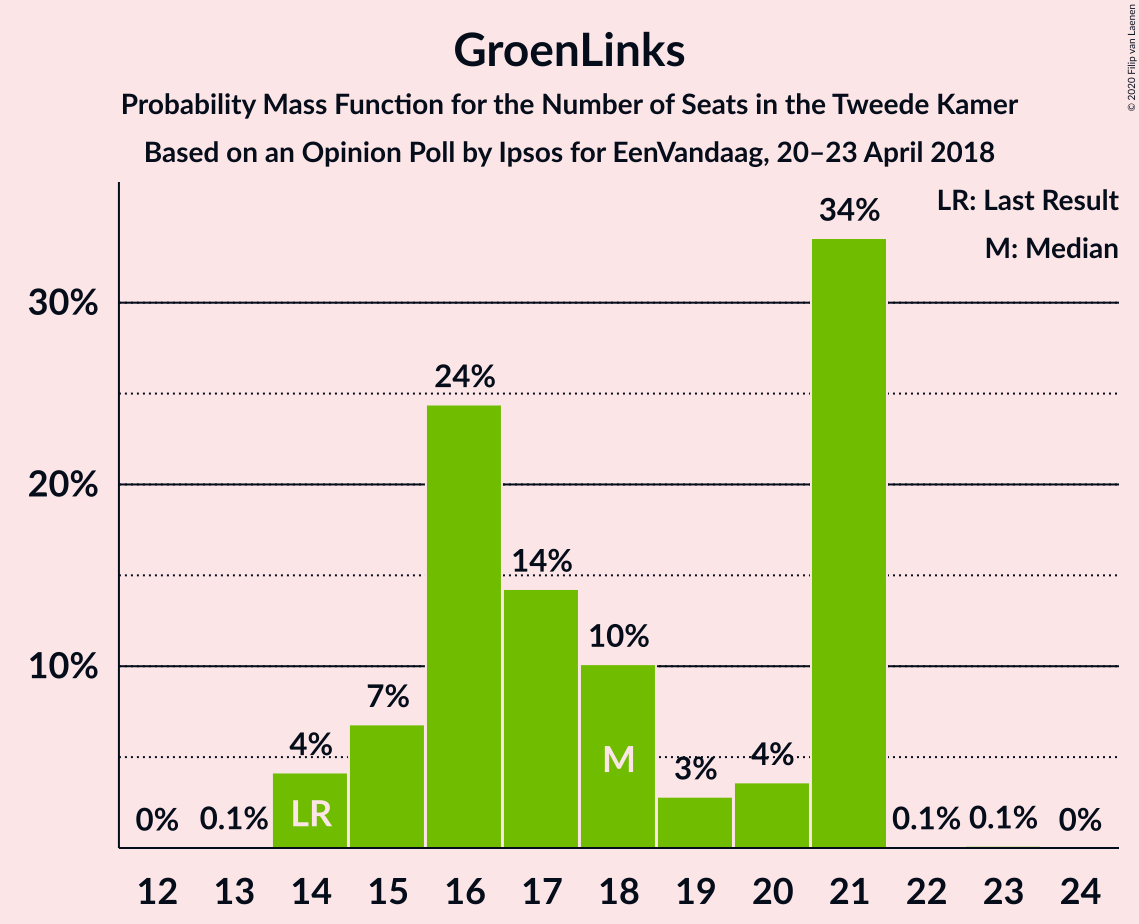 GroenLinks
Probability Mass Function for the Number of Seats in the Tweede Kamer
Based on an Opinion Poll by Ipsos for EenVandaag, 20–23 April 2018
© 2020 Filip van Laenen
LR: Last Result
M: Median
34%
30%
24%
20%
14%
10%
10%
7%
4%
M
3%
4%
LR
0%
0.1%
0.1%
0.1%
0%
12 13 14 15 16 17 18 19 20 21 22 23 24